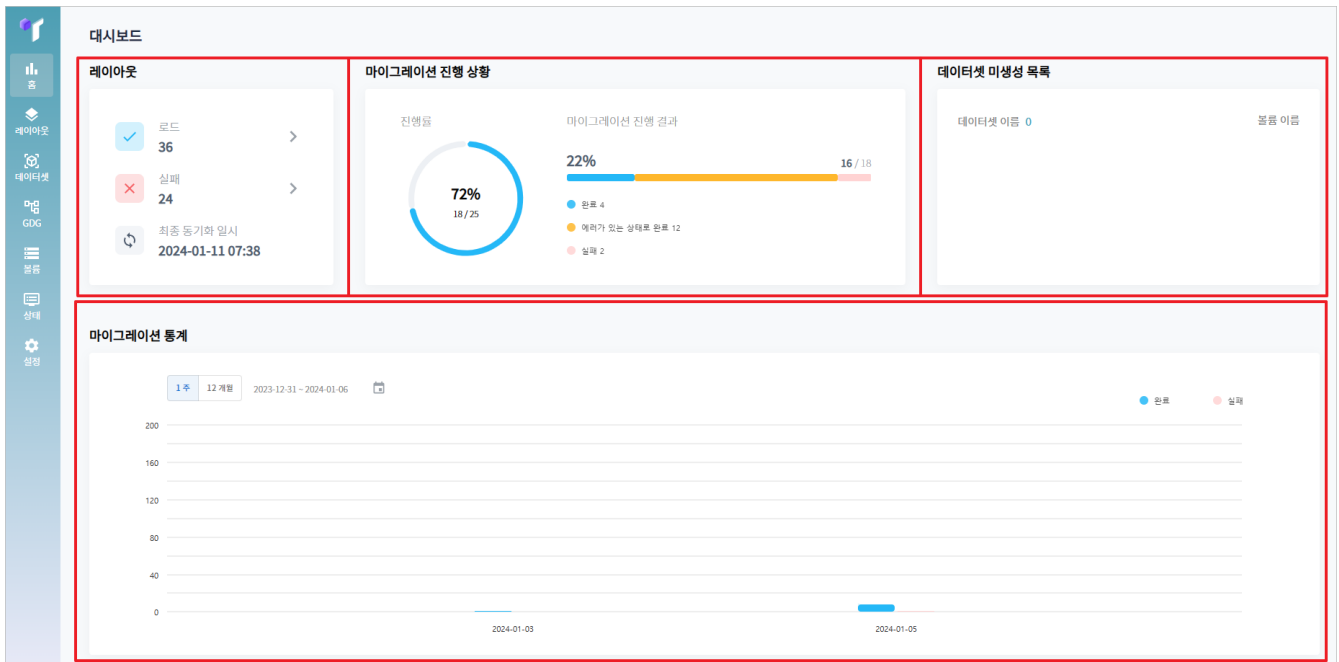 대시보드
홈
레이아웃
데이터셋
GDG
볼륨
상태
설정
레이아웃
로드
36
실패
24
최종 동기화 일시
2024-01-11 07:38
마이그레이션 진행 상황
진행률
72%
18 / 25
마이그레이션 진행 결과
22%
16 / 18
완료 4
에러가 있는 상태로 완료 12
실패 2
데이터셋 미생성 목록
데이터셋 이름 0
볼륨 이름
마이그레이션 통계
1 주
12 개월
2023-12-31 ~ 2024-01-06
완료
실패
200
160
120
80
40
0
2024-01-03
2024-01-05